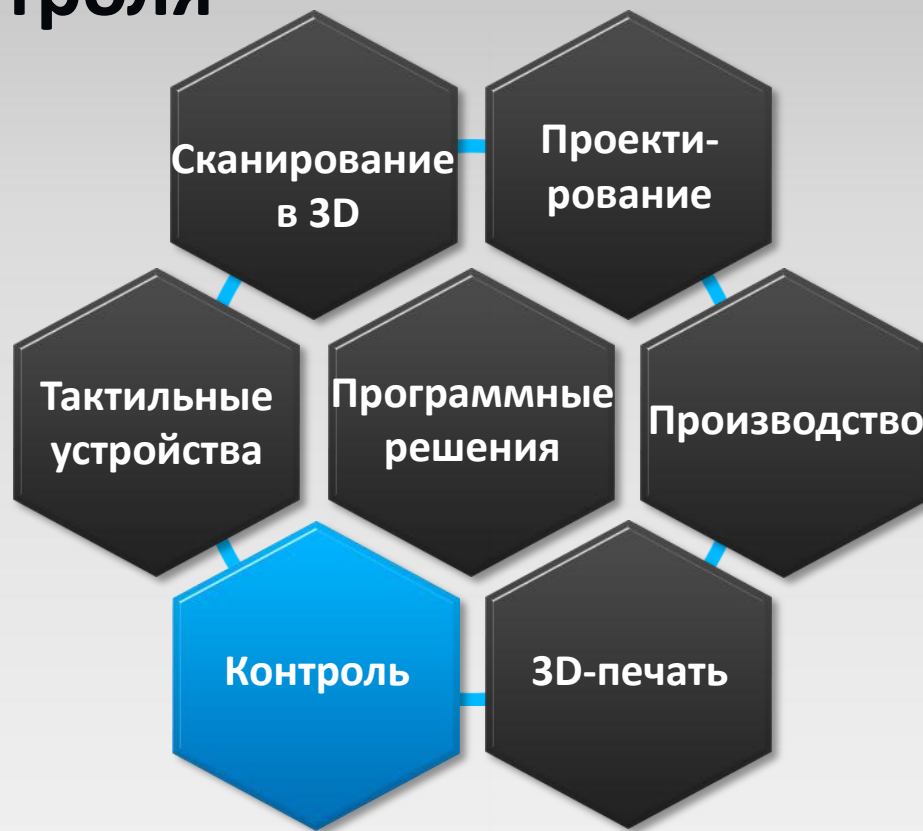 троля
Сканирование
в 3D
Проекти-
рование
Тактильные
устройства
Программные
решения
Производство
Контроль
3D-печать